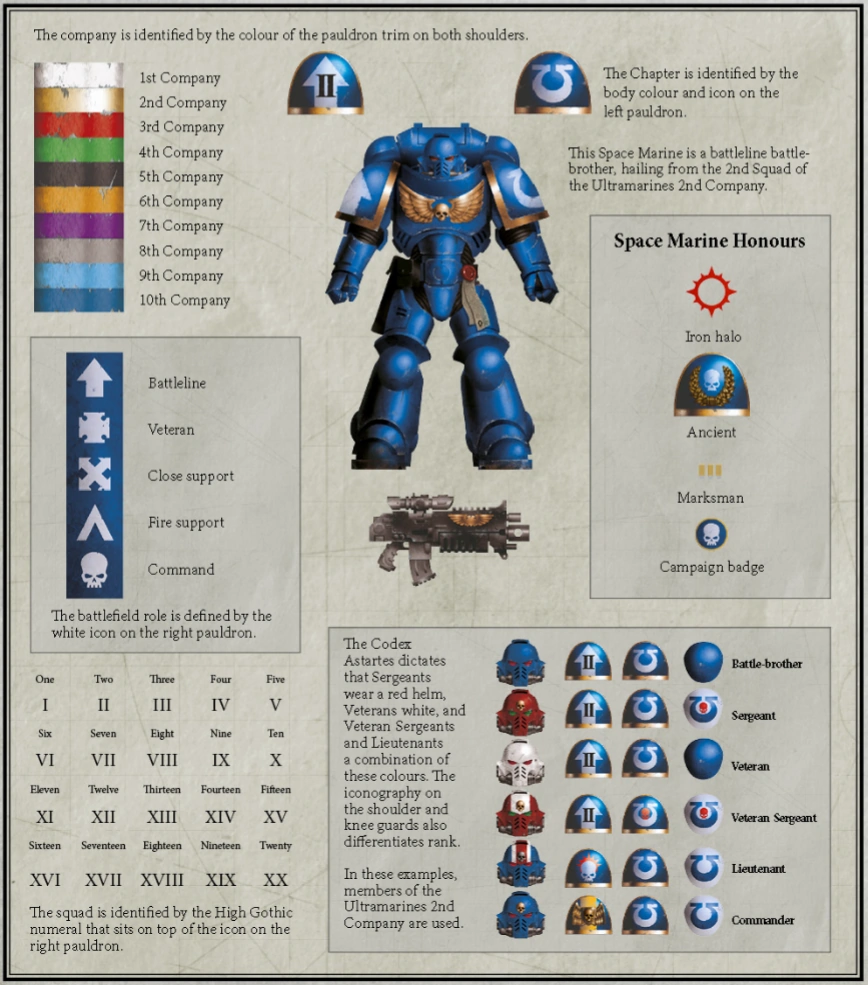 The company is identified by the colour of the pauldron trim on both shoulders.
1st Company
2nd Company
3rd Company
4th Company
5th Company
6th Company
7th Company
8th Company
9th Company
10th Company
II
The Chapter is identified by the
body colour and icon on the
left pauldron.
This Space Marine is a battleline battle-
brother, hailing from the 2nd Squad of
the Ultramarines 2nd Company.
Space Marine Honours
Iron halo
Ancient
Marksman
Campaign badge
Battleline
Veteran
Close support
Fire support
Command
The battlefield role is defined by the
white icon on the right pauldron.
One Two Three Four Five
I II III IV V
Six Seven Eight Nine Ten
VI VII VIII IX X
Eleven Twelve Thirteen Fourteen Fifteen
XI XII XIII XIV XV
Sixteen Seventeen Eighteen Nineteen Twenty
XVI XVII XVIII XIX XX
The squad is identified by the High Gothic
numeral that sits on top of the icon on the
right pauldron.
The Codex
Astartes dictates
that Sergeants
wear a red helm,
Veterans white, and
Veteran Sergeants
and Lieutenants
a combination of
these colours. The
iconography on
the shoulder and
knee guards also
differentiates rank.
In these examples,
members of the
Ultramarines 2nd
Company are used.
II Battle-brother
II Sergeant
II Veteran
II Veteran Sergeant
Lieutenant
Commander